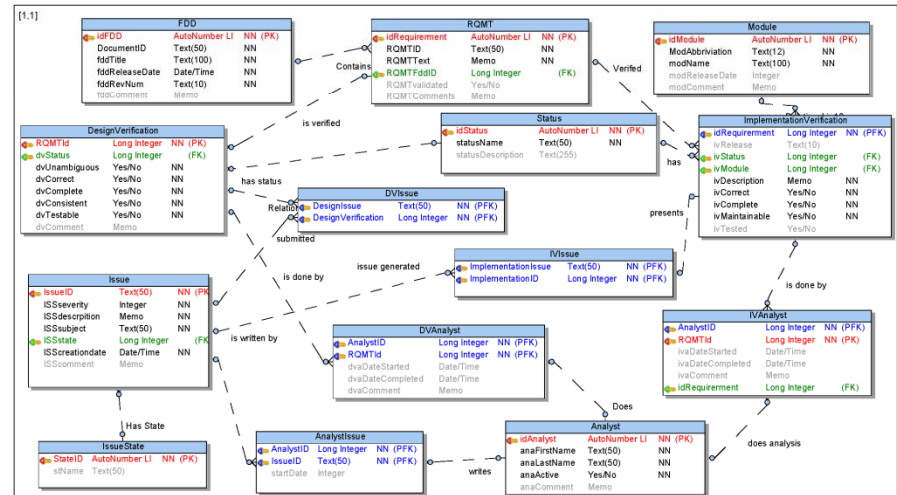 [1.1]
FDD
idFDD AutoNumber LI NN (PK)
DocumentID Text(50) NN
fddTitle Text(100) NN
fddReleaseDate Date/Time NN
fddRevNum Text(10) NN
fddComment Memo
RQMT
idRequirement AutoNumber LI NN (PK)
RQMTID Text(50) NN
RQMTText Memo NN
RQMTFddID Long Integer (FK)
RQMTvalidated Yes/No
RQMTComments Memo
Module
idModule AutoNumber LI NN (PK)
ModAbbriviation Text(12) NN
modName Text(100) NN
modReleaseDate Integer
modComment Memo
Contains
Verifed
is verified
DesignVerification
RQMTId Long Integer NN (PK)
dvStatus Long Integer (FK)
dvUnambiguous Yes/No NN
dvCorrect Yes/No NN
dvComplete Yes/No NN
dvConsistent Yes/No NN
dvTestable Yes/No NN
dvComment Memo
Status
idStatus AutoNumber LI NN (PK)
statusName Text(50) NN
statusDescription Text(255)
ImplementationVerification
idRequirerment Long Integer NN (PFK)
ivRelease Text(10)
ivStatus Long Integer (FK)
ivModule Long Integer (FK)
ivDescription Memo NN
ivCorrect Yes/No NN
ivComplete Yes/No NN
ivMaintainable Yes/No NN
ivTested Yes/No
has
has status
DVIssue
DesignIssue Text(50) NN (PFK)
DesignVerification Long Integer NN (PFK)
Relation
submitted
presents
IVIssue
ImplementationIssue Text(50) NN (PFK)
ImplementationID Long Integer NN (PFK)
issue generated
is done by
is done by
Issue
IssueID Text(50) NN (PK
ISSseverity Integer NN
ISSdescrpition Memo NN
ISSsubject Text(50) NN
ISSstate Long Integer (FK
ISScreationdate Date/Time NN
ISScomment Memo
is written by
DVAnalyst
AnalystID Long Integer NN (PFK)
RQMTId Long Integer NN (PFK)
dvaDateStarted Date/Time
dvaDateCompleted Date/Time
dvaComment Memo
IVAnalyst
AnalystID Long Integer NN (PFK)
RQMTId Long Integer NN (PK)
ivaDateStarted Date/Time
ivaDateCompleted Date/Time
ivaComment Memo
idRequirerment Long Integer (FK)
Does
Has State
IssueState
StateID AutoNumber LI NN (PK)
stName Text(50)
AnalystIssue
AnalystID Long Integer NN (PFK)
IssueID Text(50) NN (PFK)
startDate Integer
writes
Analyst
idAnalyst AutoNumber LI NN (PK)
anaFirstName Text(50) NN
anaLastName Text(50) NN
anaActive Yes/No NN
anaComment Memo
does analysis